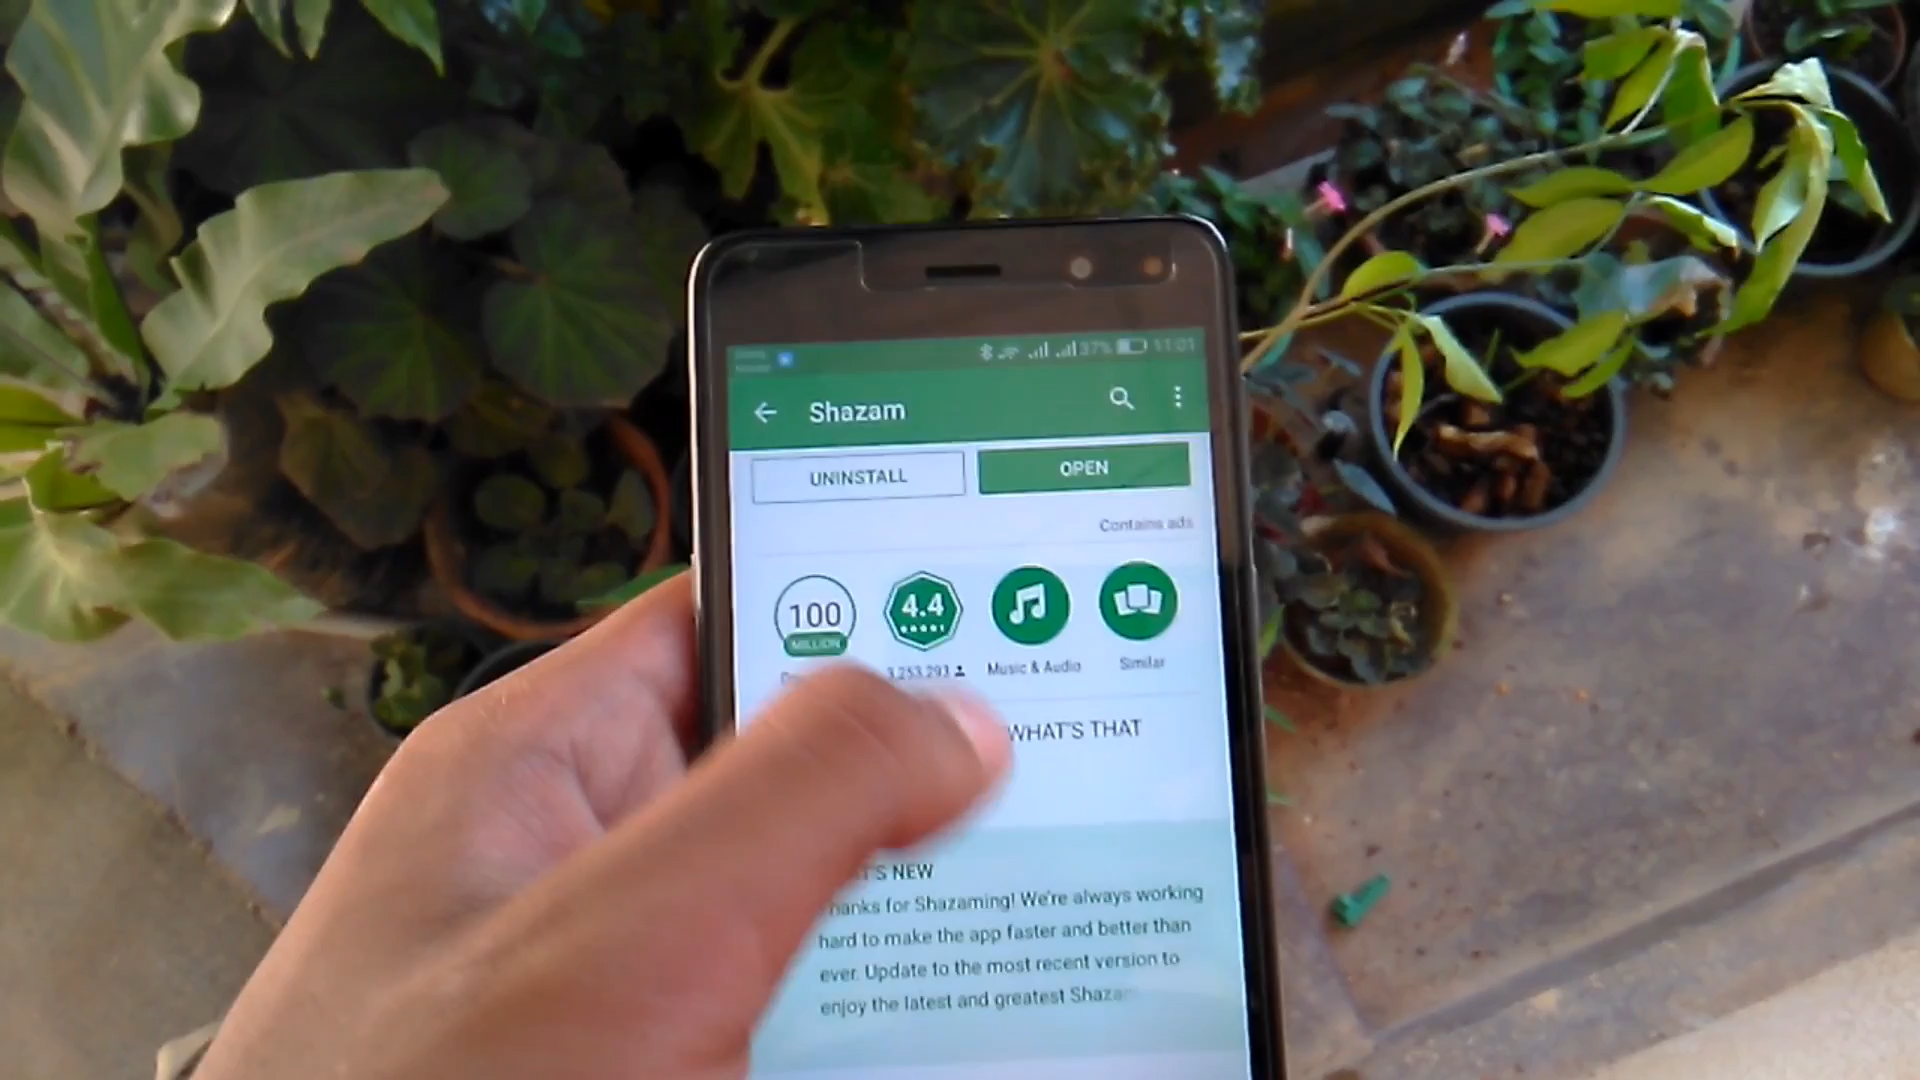 37% 11:01
Shazam
UNINSTALL OPEN
Contains ads
100 4.4
MILLION
3,253,293 Music & Audio Similar
WHAT'S THAT
T'S NEW
hanks for Shazaming! We're always working
hard to make the app faster and better than
ever. Update to the most recent version to
enjoy the latest and greatest Shazam